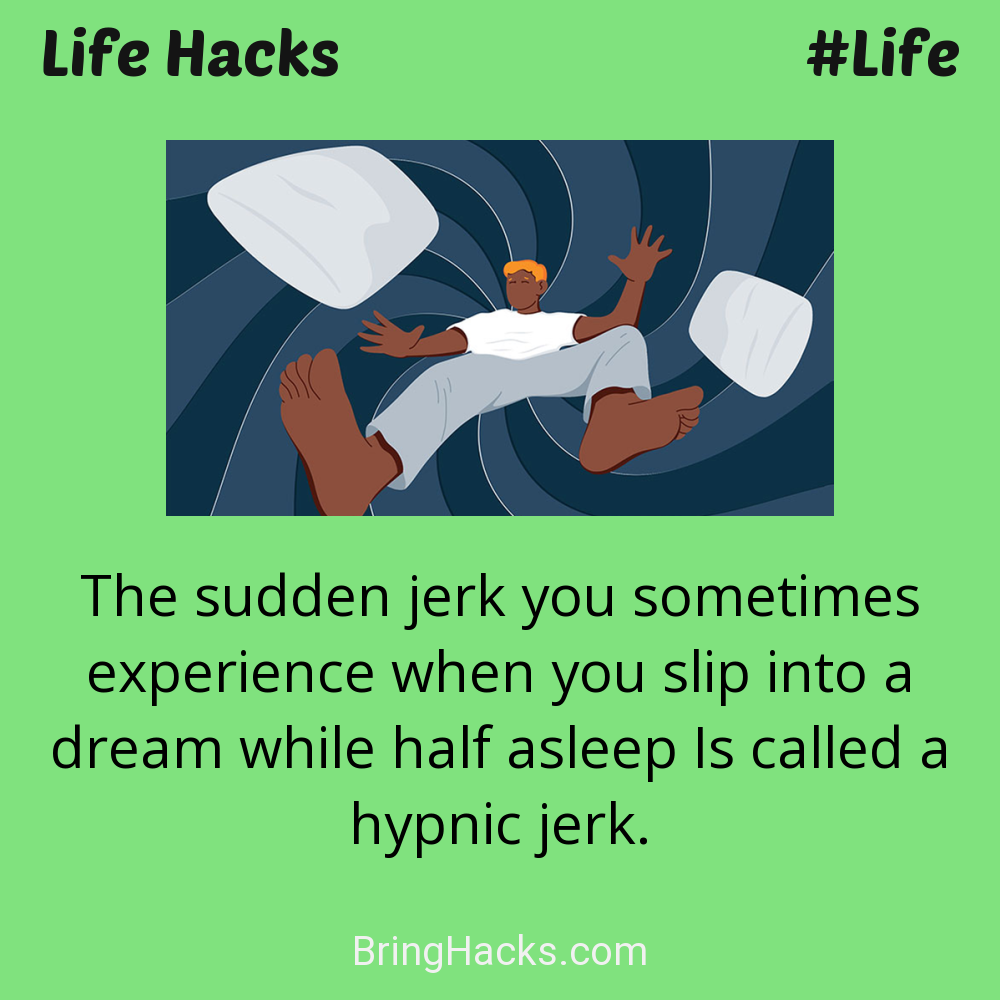 Life Hacks
#Life
The sudden jerk you sometimes
experience when you slip into a
dream while half asleep Is called a
hypnic jerk.
BringHacks.com